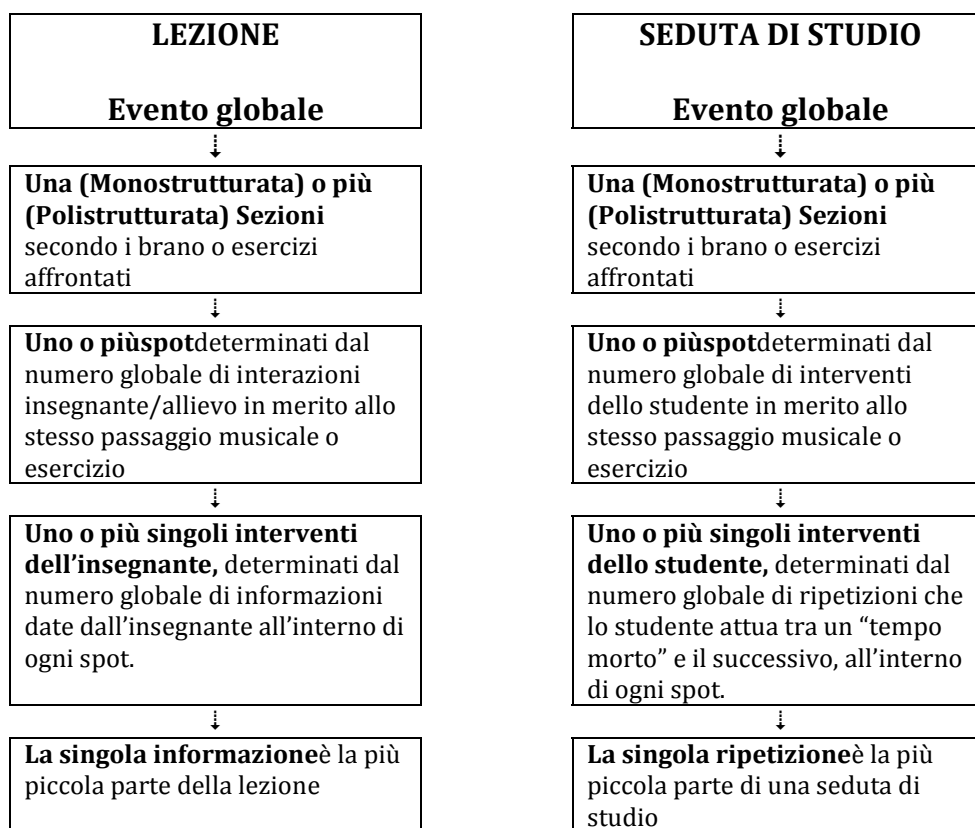 LEZIONE
Evento globale
Una (Monostrutturata) o più
(Polistrutturata) Sezioni
secondo i brano o esercizi
affrontati
Uno o piùspotdeterminati dal
numero globale di interazioni
insegnante/allievo in merito allo
stesso passaggio musicale o
esercizio
Uno o più singoli interventi
dell’insegnante, determinati dal
numero globale di informazioni
date dall’insegnante all’interno di
ogni spot.
La singola informazioneè la più
piccola parte della lezione
SEDUTA DI STUDIO
Evento globale
Una (Monostrutturata) o più
(Polistrutturata) Sezioni
secondo i brano o esercizi
affrontati
Uno o piùspotdeterminati dal
numero globale di interventi
dello studente in merito allo
stesso passaggio musicale o
esercizio
Uno o più singoli interventi
dello studente, determinati dal
numero globale di ripetizioni che
lo studente attua tra un “tempo
morto” e il successivo, all’interno
di ogni spot.
La singola ripetizioneè la più
piccola parte di una seduta di
studio